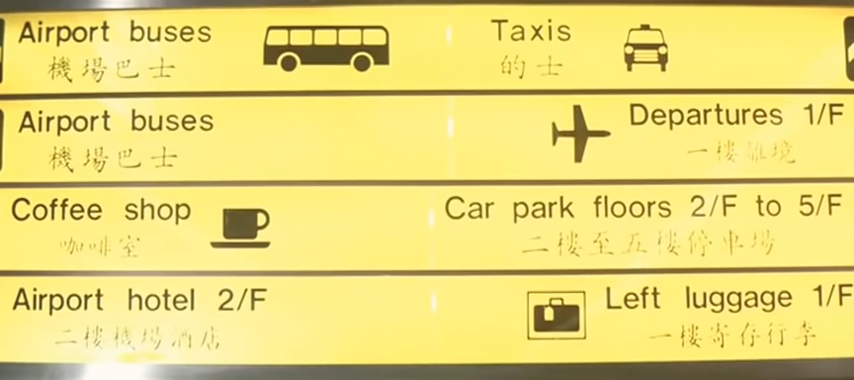 Airport buses
機場巴士
Taxis
的士
Airport buses
機場巴士
Departures 1/F
一樓離境
Coffee shop
咖啡室
Car park floors 2/F to 5/F
二樓至五樓停車場
Airport hotel 2/F
二樓機場酒店
Left luggage 1/F
一樓寄存行李